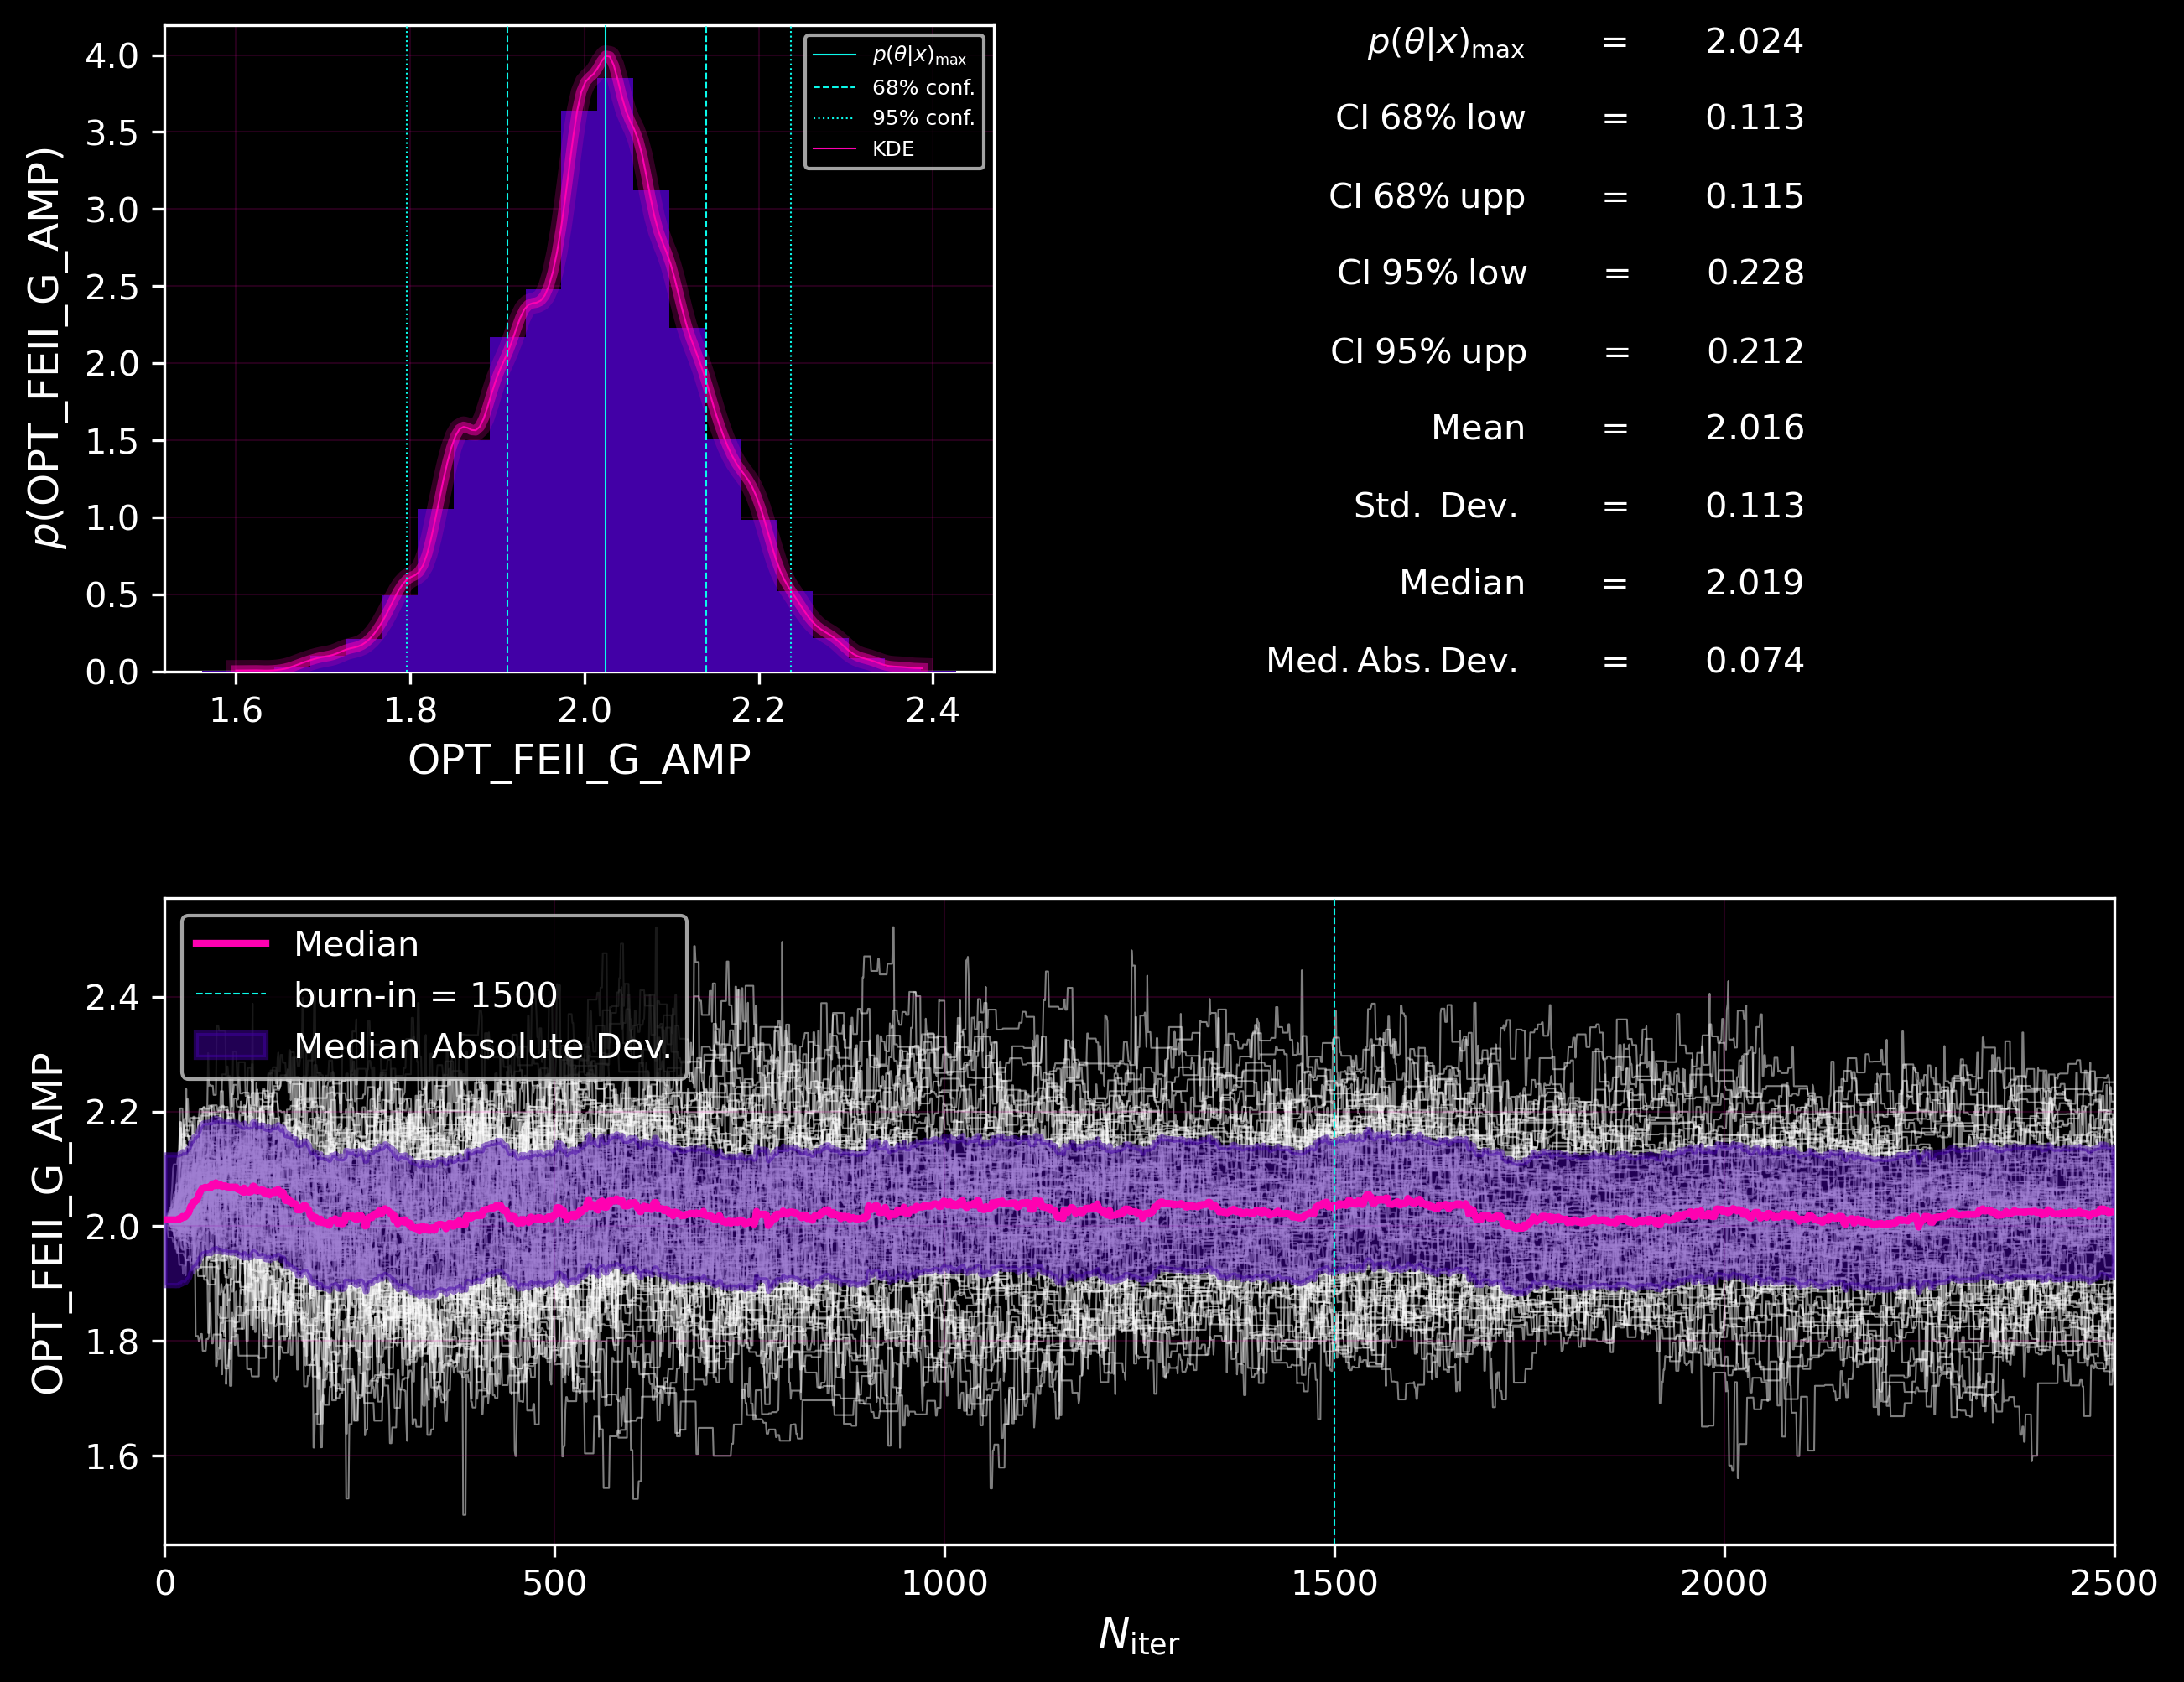 4.0
3.5
3.0
2.5
2.0
1.5
1.0
0.5
0.0
p(OPT_FEII_G_AMP)
p(θ|x)max
68% conf.
95% conf.
KDE
1.6 1.8 2.0 2.2 2.4
OPT_FEII_G_AMP
p(θ|x)max = 2.024
CI 68% low = 0.113
CI 68% upp = 0.115
CI 95% low = 0.228
CI 95% upp = 0.212
Mean = 2.016
Std. Dev. = 0.113
Median = 2.019
Med. Abs. Dev. = 0.074
Median
burn-in = 1500
Median Absolute Dev.
2.4
2.2
2.0
1.8
1.6
OPT_FEII_G_AMP
0 500 1000 1500 2000 2500
Niter